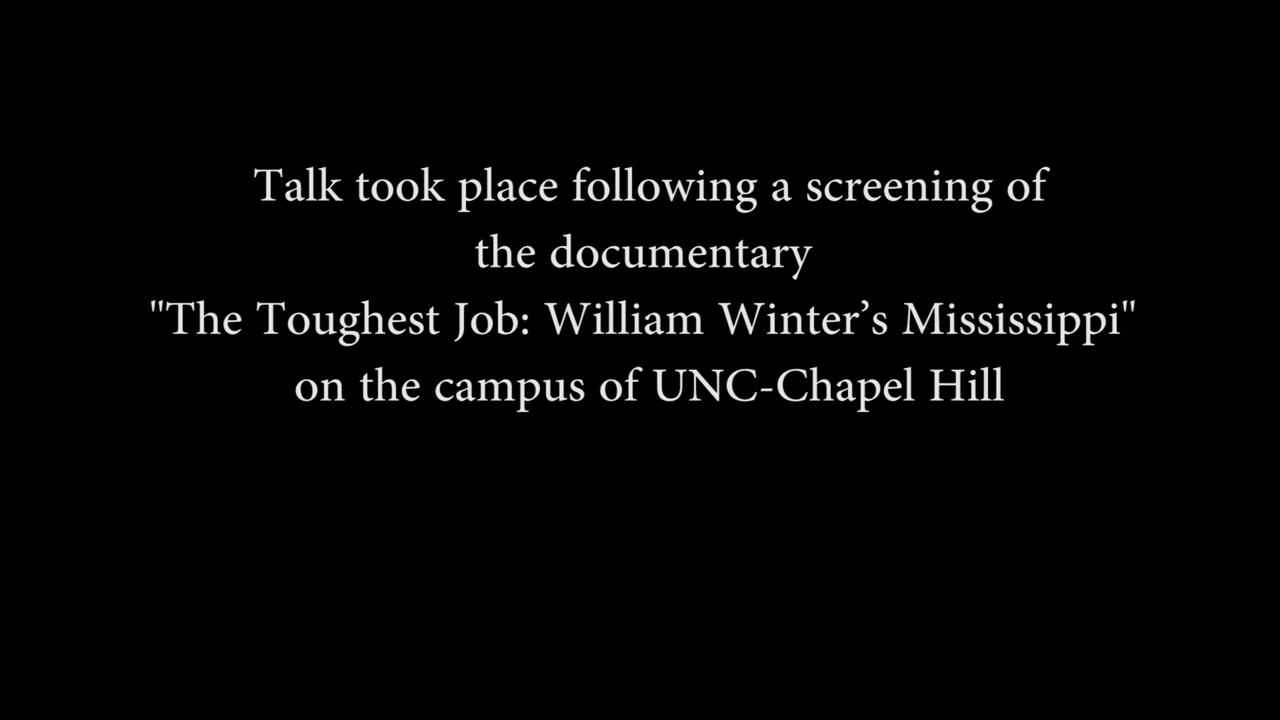 Talk took place following a screening of
the documentary
"The Toughest Job: William Winter’s Mississippi"
on the campus of UNC-Chapel Hill